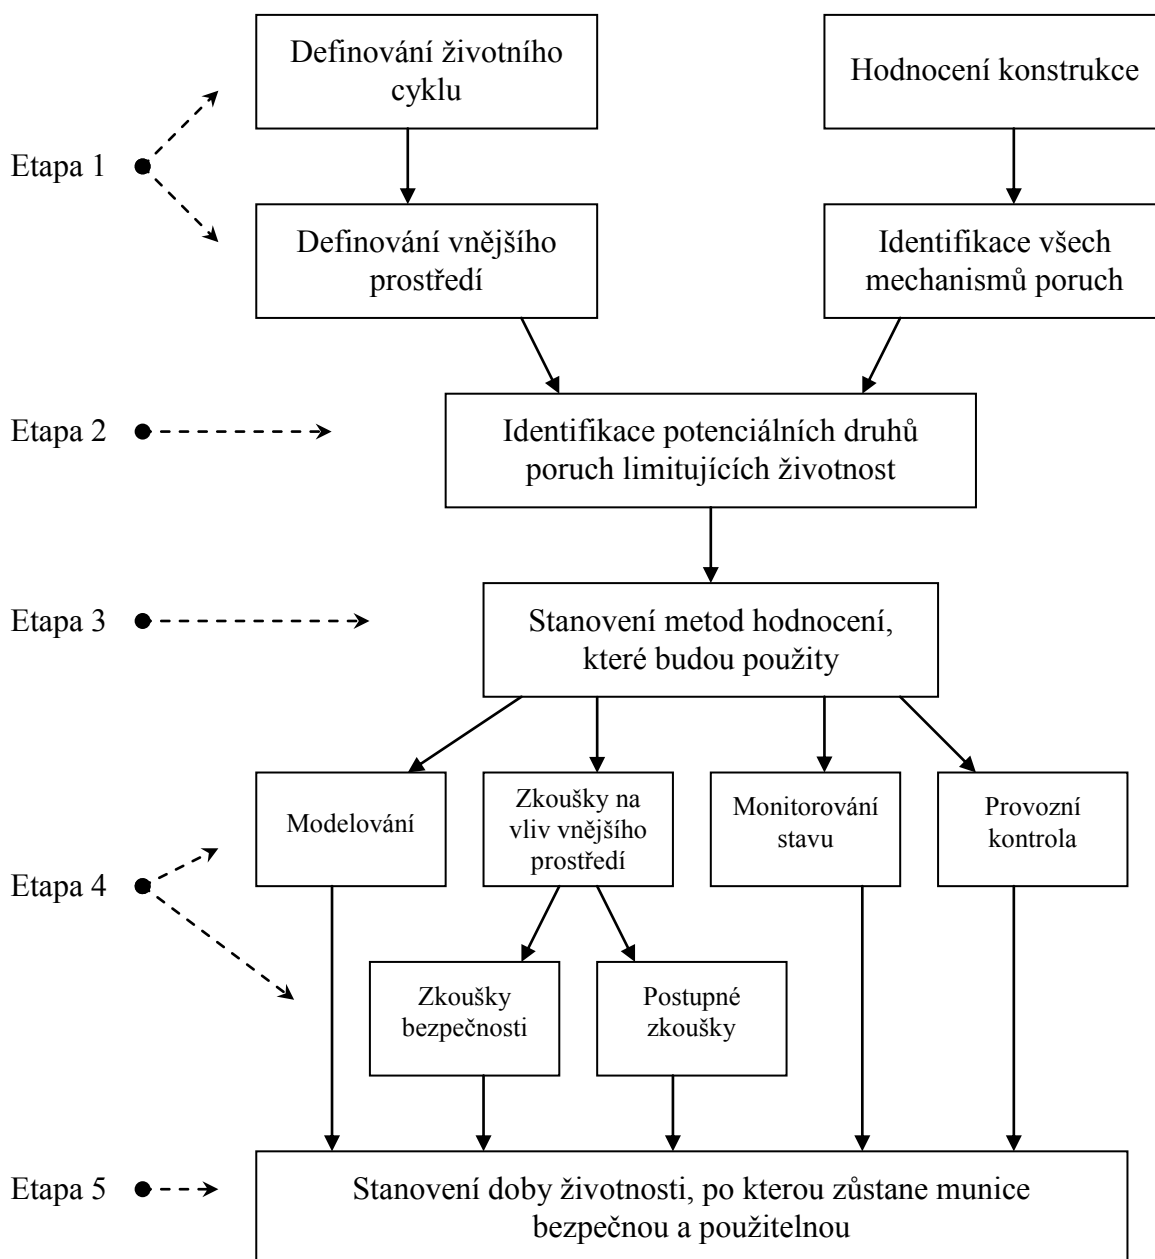 Definování životního
cyklu
Hodnocení konstrukce
Etapa 1
Definování vnějšího
prostředí
Identifikace všech
mechanismů poruch
Etapa 2
Identifikace potenciálních druhů
poruch limitujících životnost
Etapa 3
Stanovení metod hodnocení,
které budou použity
Modelování
Zkoušky na
vliv vnějšího
prostředí
Monitorování
stavu
Provozní
kontrola
Etapa 4
Zkoušky
bezpečnosti
Postupné
zkoušky
Etapa 5
Stanovení doby životnosti, po kterou zůstane munice
bezpečnou a použitelnou